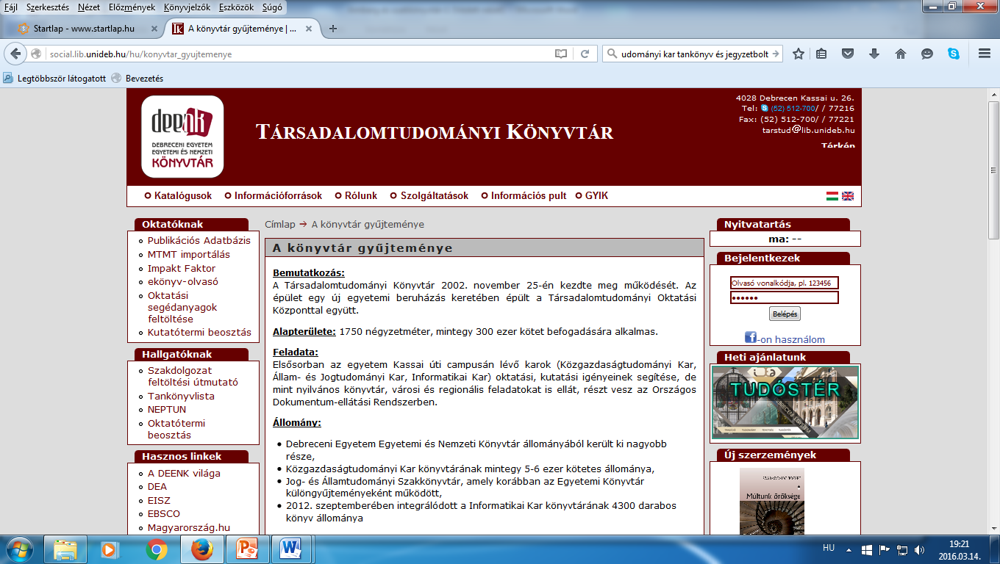 Fájl Szerkesztés Nézet Előzmények Könyvjelzők Eszközök Súgó
Startlap - www.startlap.hu
A könyvtár gyűjteménye | ...
social.lib.unideb.hu/hu/konyvtar_gyujtemenye
udományi kar tankönyv és jegyzetbolt
Legtöbbször látogatott Bevezetés
deenk
DEBRECENI EGYETEM
EGYETEMI ÉS NEMZETI
KÖNYVTÁR
TÁRSADALOMTUDOMÁNYI KÖNYVTÁR
4028 Debrecen Kassai u. 26.
Tel: (52) 512-700/ / 77216
Fax: (52) 512-700/ / 77221
tarstud@lib.unideb.hu
Térkép
Katalógusok Információforrások Rólunk Szolgáltatások Információs pult GYIK
Oktatóknak
Publikációs Adatbázis
MTMT importálás
Impakt Faktor
ekönyv-olvasó
Oktatási
segédanyagok
feltöltése
Kutatótermi beosztás
Hallgatóknak
Szakdolgozat
feltöltési útmutató
Tankönyvlista
NEPTUN
Oktatótermi
beosztás
Hasznos linkek
A DEENK világa
DEA
EISZ
EBSCO
Magyarország.hu
Címlap → A könyvtár gyűjteménye
A könyvtár gyűjteménye
Bemutatkozás:
A Társadalomtudományi Könyvtár 2002. november 25-én kezdte meg működését. Az
épület egy új egyetemi beruházás keretében épült a Társadalomtudományi Oktatási
Központtal együtt.
Alapterülete: 1750 négyzetméter, mintegy 300 ezer kötet befogadására alkalmas.
Feladata:
Elsősorban az egyetem Kassai úti campusán lévő karok (Közgazdaságtudományi Kar,
Állam- és Jogtudományi Kar, Informatikai Kar) oktatási, kutatási igényeinek segítése, de
mint nyilvános könyvtár, városi és regionális feladatokat is ellát, részt vesz az Országos
Dokumentum-ellátási Rendszerben.
Állomány:
Debreceni Egyetem Egyetemi és Nemzeti Könyvtár állományából került ki nagyobb
része,
Közgazdaságtudományi Kar könyvtárának mintegy 5-6 ezer kötetes állománya,
Jog- és Államtudományi Szakkönyvtár, amely korábban az Egyetemi Könyvtár
különgyűjteményeként működött,
2012. szeptemberében integrálódott a Informatikai Kar könyvtárának 4300 darabos
könyv állománya
Nyitvatartás
ma: --
Bejelentkezek
Olvasó vonalkódja, pl. 123456
Belépés
-on használom
Heti ajánlatunk
TUDÓSTÉR
Új szerzemények
Múltunk öröksége
HU
19:21
2016.03.14.